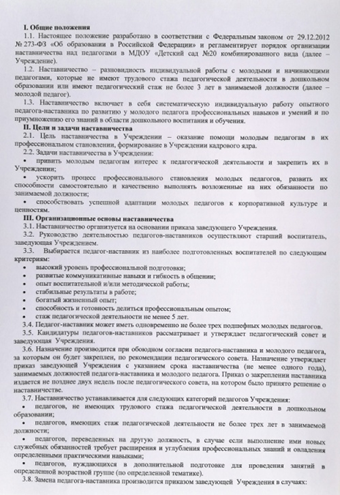 I. Общие положения
1.1. Настоящее положение разработано в соответствии с Федеральным законом от 29.12.2012
№ 273-ФЗ «Об образовании в Российской Федерации» и регламентирует порядок организации
наставничества над педагогами в МДОУ «Детский сад №20 комбинированного вида (далее –
Учреждение).
1.2. Наставничество – разновидность индивидуальной работы с молодыми и начинающими
педагогами, которые не имеют трудового стажа педагогической деятельности в дошкольном
образовании или имеют педагогический стаж не более 3 лет в занимаемой должности (далее –
молодой педагог).
1.3. Наставничество включает в себя систематическую индивидуальную работу опытного
педагога-наставника по развитию у молодого педагога профессиональных навыков и умений и по
приумножению его знаний в области дошкольного воспитания и обучения.
II. Цели и задачи наставничества
2.1. Цель наставничества в Учреждении – оказание помощи молодым педагогам в их
профессиональном становлении, формирование в Учреждении кадрового ядра.
2.2. Задачи наставничества в Учреждении:
• привить молодым педагогам интерес к педагогической деятельности и закрепить их в
Учреждении;
• ускорить процесс профессионального становления молодых педагогов, развить их
способности самостоятельно и качественно выполнять возложенные на них обязанности по
занимаемой должности;
• способствовать успешной адаптации молодых педагогов к корпоративной культуре и
ценностям.
III. Организационные основы наставничества
3.1. Наставничество организуется на основании приказа заведующего Учреждением.
3.2. Руководство деятельностью педагогов-наставников осуществляют старший воспитатель,
заведующая Учреждением.
3.3. Выбирается педагог-наставник из наиболее подготовленных воспитателей по следующим
критериям:
• высокий уровень профессиональной подготовки;
• развитые коммуникативные навыки и гибкость в общении;
• опыт воспитательной и/или методической работы;
• стабильные результаты в работе;
• богатый жизненный опыт;
• способность и готовность делиться профессиональным опытом;
• стаж педагогической деятельности не менее 5 лет.
3.4. Педагог-наставник может иметь одновременно не более трех подшефных молодых педагогов.
3.5. Кандидатуры педагогов-наставников рассматривает и утверждает педагогический совет и
заведующая Учреждения.
3.6. Назначение производится при обоюдном согласии педагога-наставника и молодого педагога,
за которым он будет закреплен, по рекомендации педагогического совета. Назначение утверждает
приказ заведующей Учреждения с указанием срока наставничества (не менее одного года),
занимаемых должностей педагога-наставника и молодого педагога. Приказ о закреплении наставника
издается не позднее двух недель после педагогического совета, на котором было принято решение о
наставничестве.
3.7. Наставничество устанавливается для следующих категорий педагогов Учреждения:
• педагогов, не имеющих трудового стажа педагогической деятельности в дошкольном
образовании;
• педагогов, имеющих стаж педагогической деятельности не более трех лет в занимаемой
должности;
• педагогов, переведенных на другую должность, в случае если выполнение ими новых
служебных обязанностей требует расширения и углубления профессиональных знаний и овладения
определенными практическими навыками;
• педагогов, нуждающихся в дополнительной подготовке для проведения занятий в
определенной возрастной группе (по определенной тематике).
3.8. Замена педагога-наставника производится приказом заведующей Учреждения в случаях: